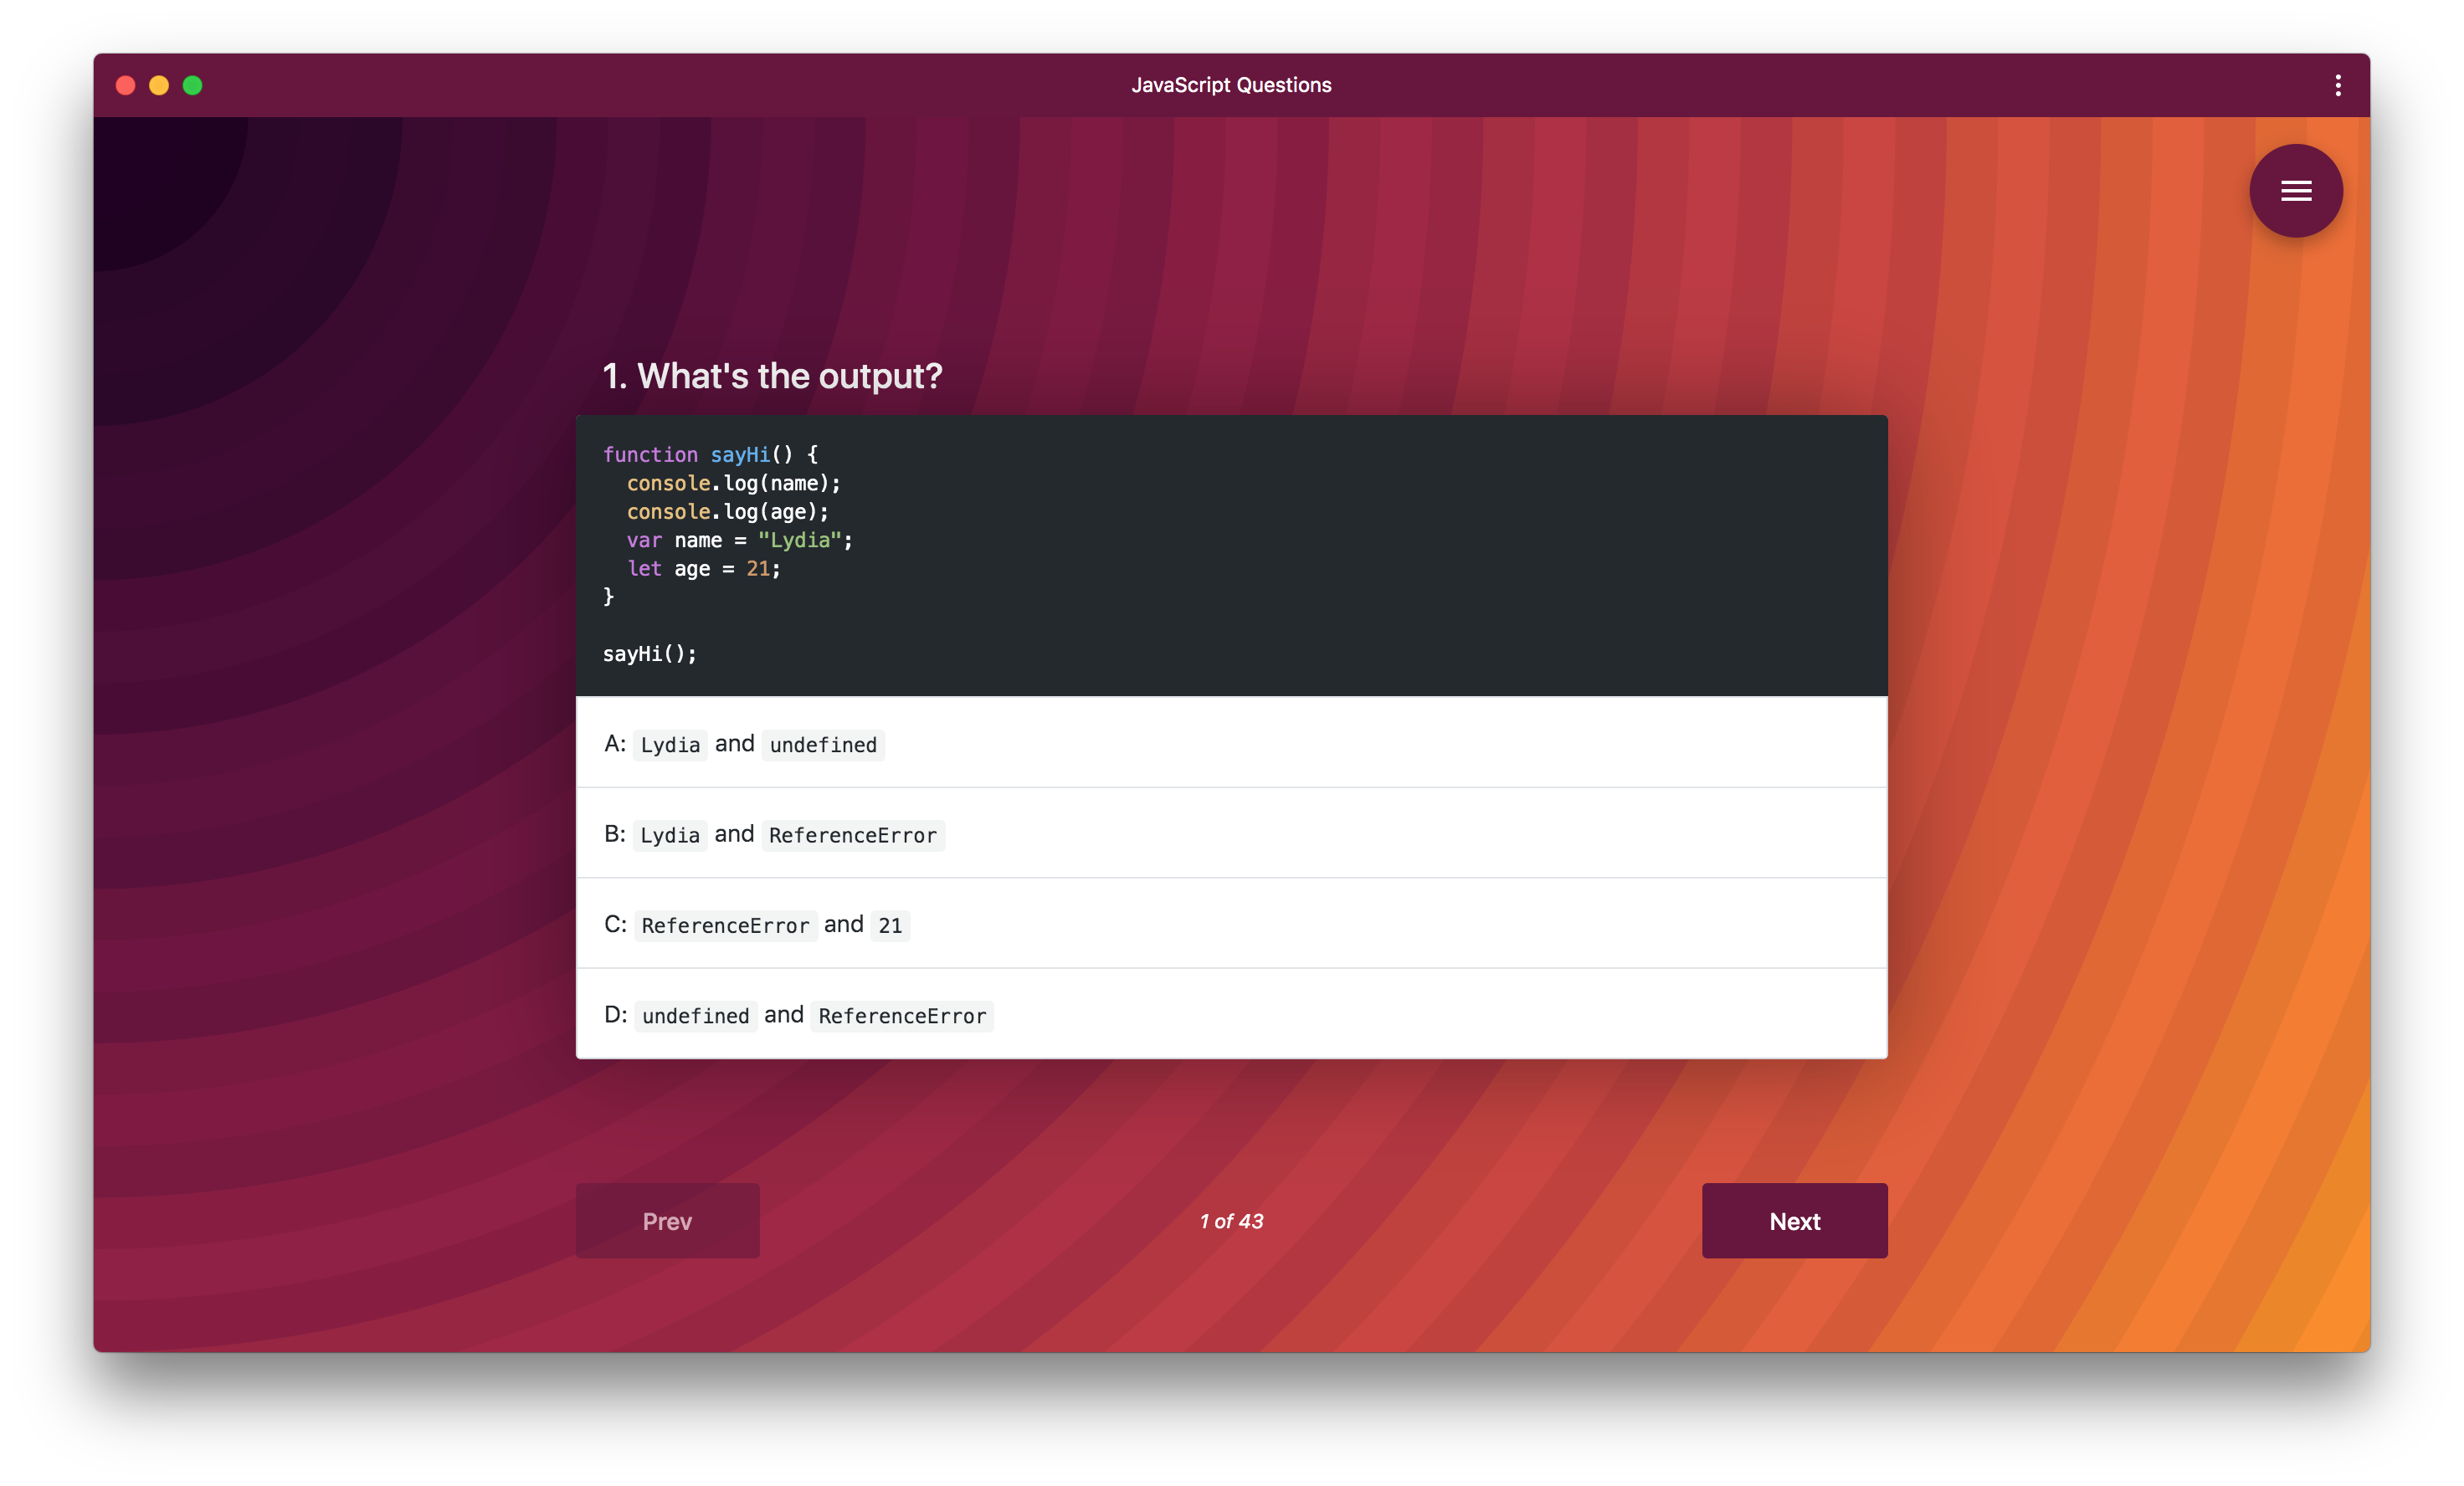 JavaScript Questions
1. What's the output?
function sayHi() {
  console.log(name);
  console.log(age);
  var name = "Lydia";
  let age = 21;
}
sayHi();
A: Lydia and undefined
B: Lydia and ReferenceError
C: ReferenceError and 21
D: undefined and ReferenceError
Prev
1 of 43
Next